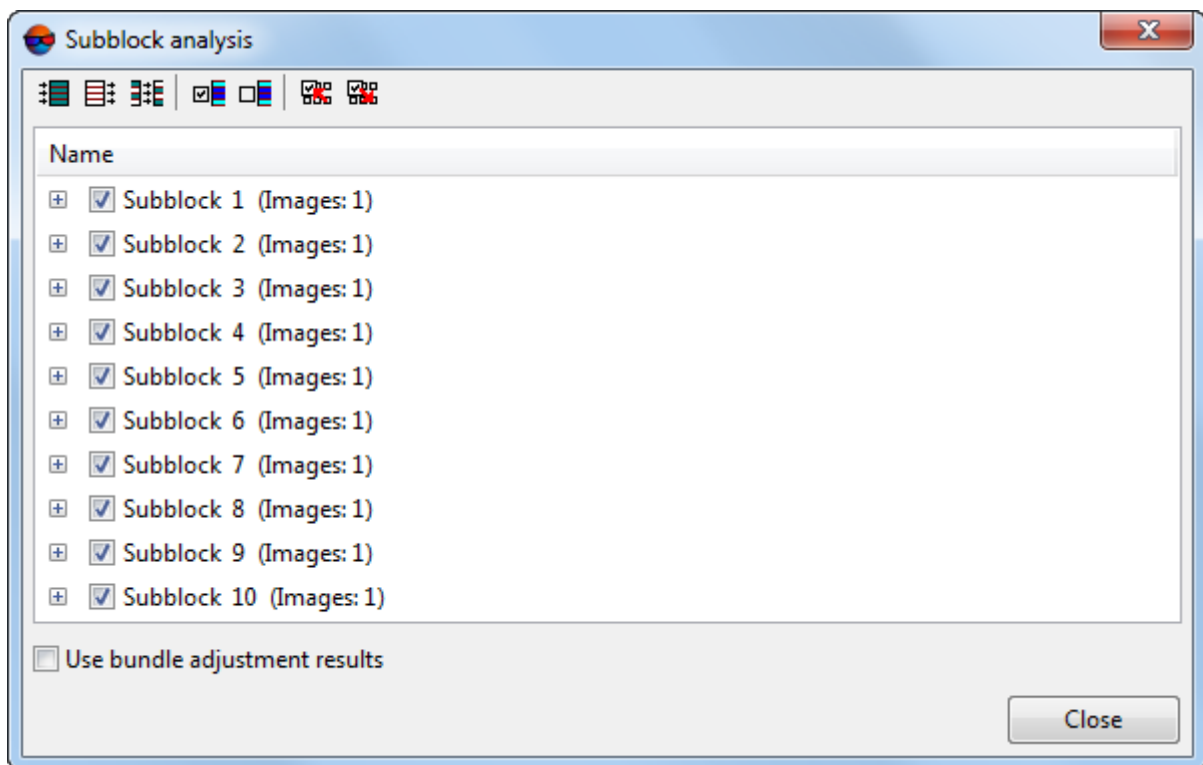 Subblock analysis
Name
Subblock 1 (Images: 1)
Subblock 2 (Images: 1)
Subblock 3 (Images: 1)
Subblock 4 (Images: 1)
Subblock 5 (Images: 1)
Subblock 6 (Images: 1)
Subblock 7 (Images: 1)
Subblock 8 (Images: 1)
Subblock 9 (Images: 1)
Subblock 10 (Images: 1)
Use bundle adjustment results
Close